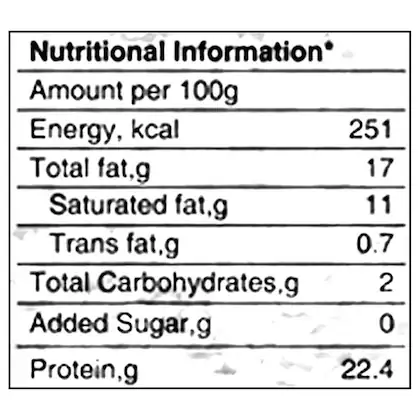 Nutritional Information*
Amount per 100g
Energy, kcal 251
Total fat,g 17
Saturated fat,g 11
Trans fat,g 0.7
Total Carbohydrates,g 2
Added Sugar,g 0
Protein,g 22.4